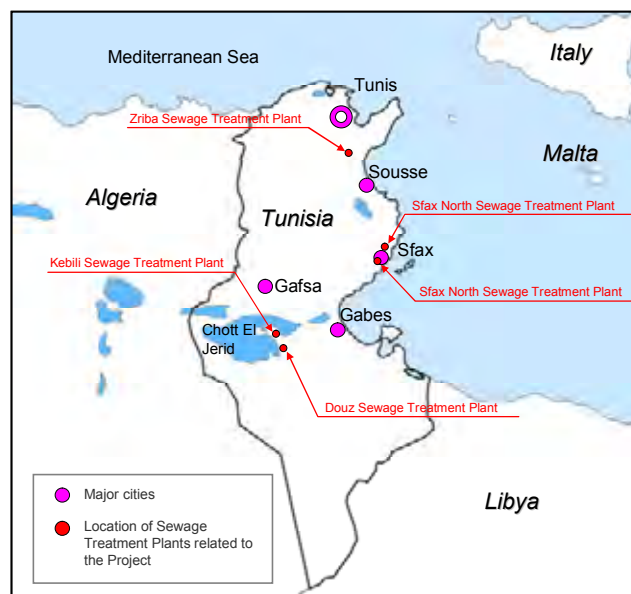 Mediterranean Sea
Italy
Tunis
Zriba Sewage Treatment Plant
Malta
Sousse
Algeria
Sfax North Sewage Treatment Plant
Tunisia
Sfax
Kebili Sewage Treatment Plant
Gafsa
Sfax North Sewage Treatment Plant
Gabes
Chott El
Jerid
Douz Sewage Treatment Plant
Major cities
Location of Sewage
Treatment Plants related to
the Project
Libya